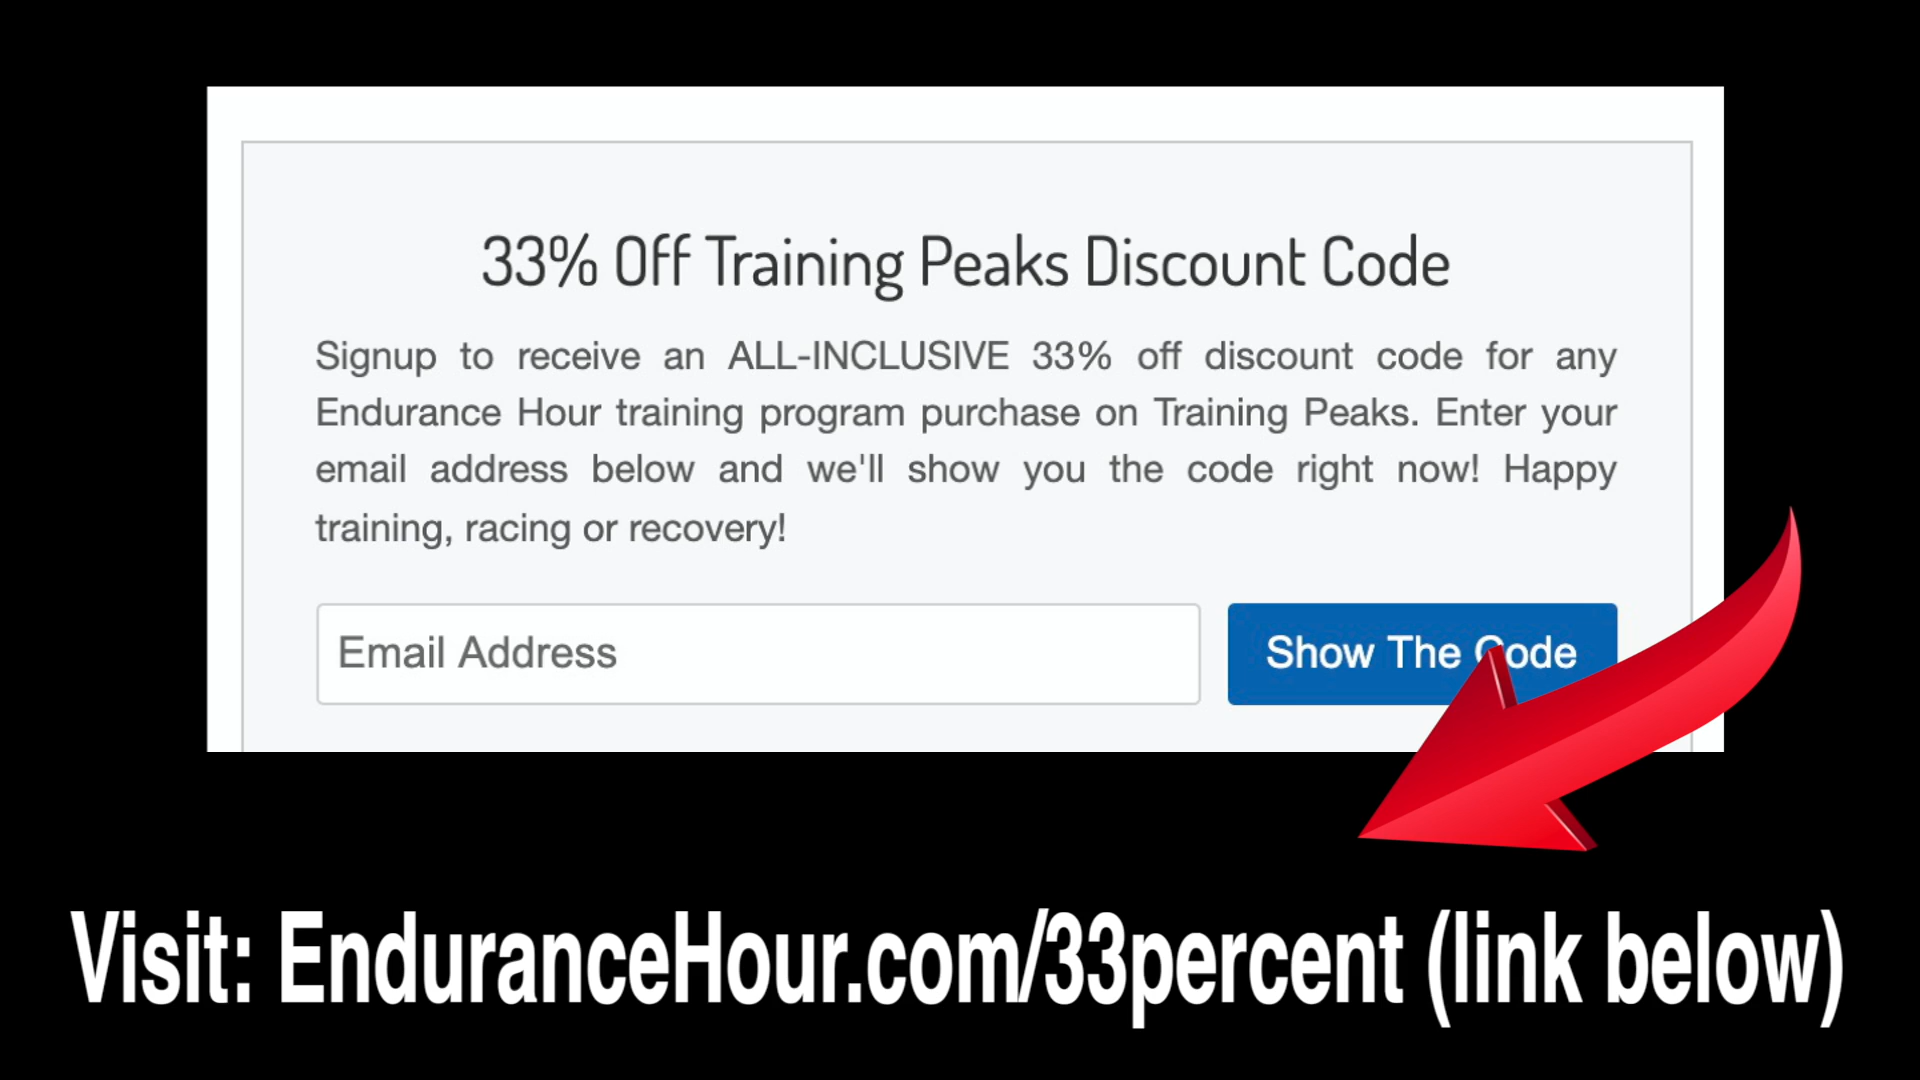 33% Off Training Peaks Discount Code
Signup to receive an ALL-INCLUSIVE 33% off discount code for any
Endurance Hour training program purchase on Training Peaks. Enter your
email address below and we'll show you the code right now! Happy
training, racing or recovery!
Email Address
Show The Code
Visit: EnduranceHour.com/33percent (link below)